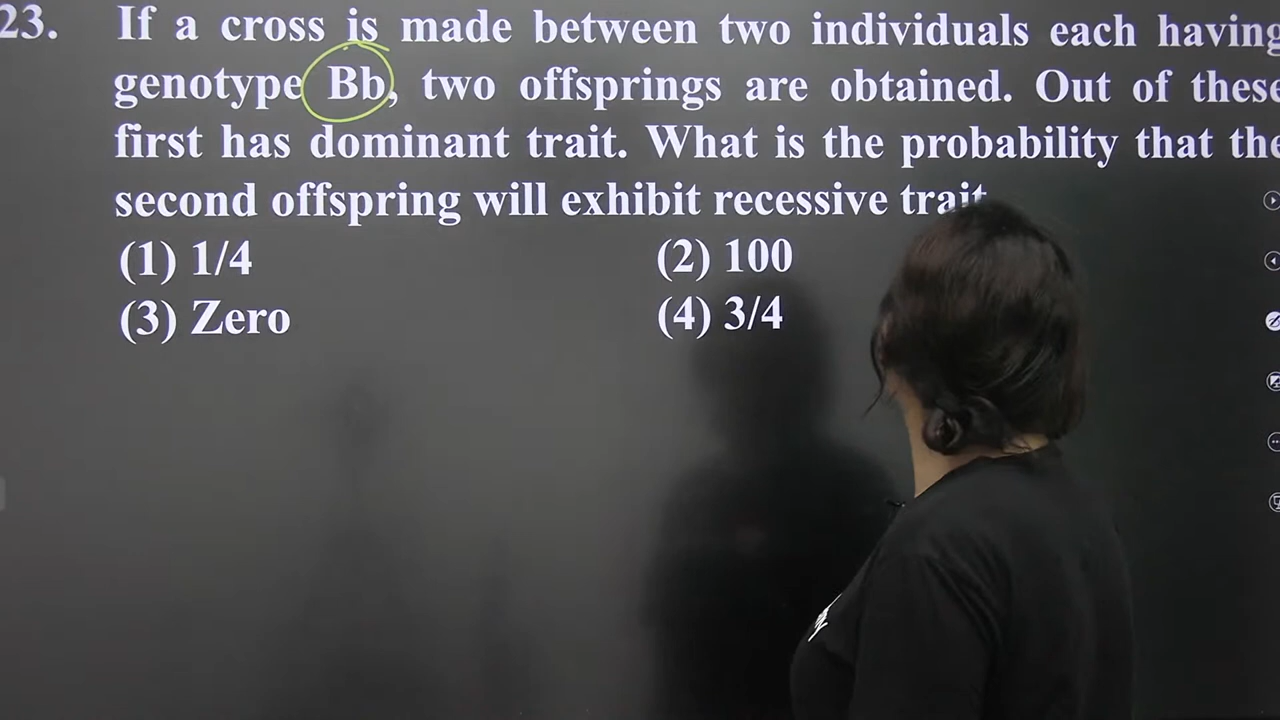 23. If a cross is made between two individuals each having
genotype Bb, two offsprings are obtained. Out of these
first has dominant trait. What is the probability that the
second offspring will exhibit recessive trait
(1) 1/4 (2) 100
(3) Zero (4) 3/4